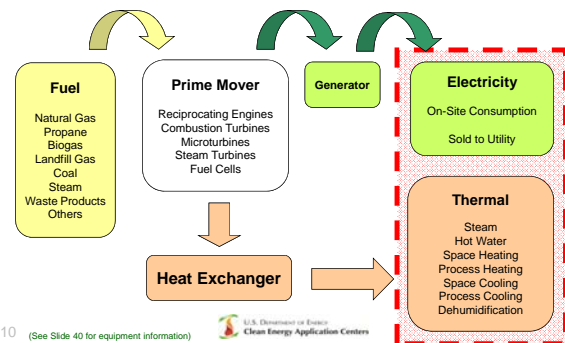 Fuel
Natural Gas
Propane
Biogas
Landfill Gas
Coal
Steam
Waste Products
Others
Prime Mover
Reciprocating Engines
Combustion Turbines
Microturbines
Steam Turbines
Fuel Cells
Generator
Electricity
On-Site Consumption
Sold to Utility
Heat Exchanger
Thermal
Steam
Hot Water
Space Heating
Process Heating
Space Cooling
Process Cooling
Dehumidification
10
(See Slide 40 for equipment information)
U.S. Department of Energy
Clean Energy Application Centers